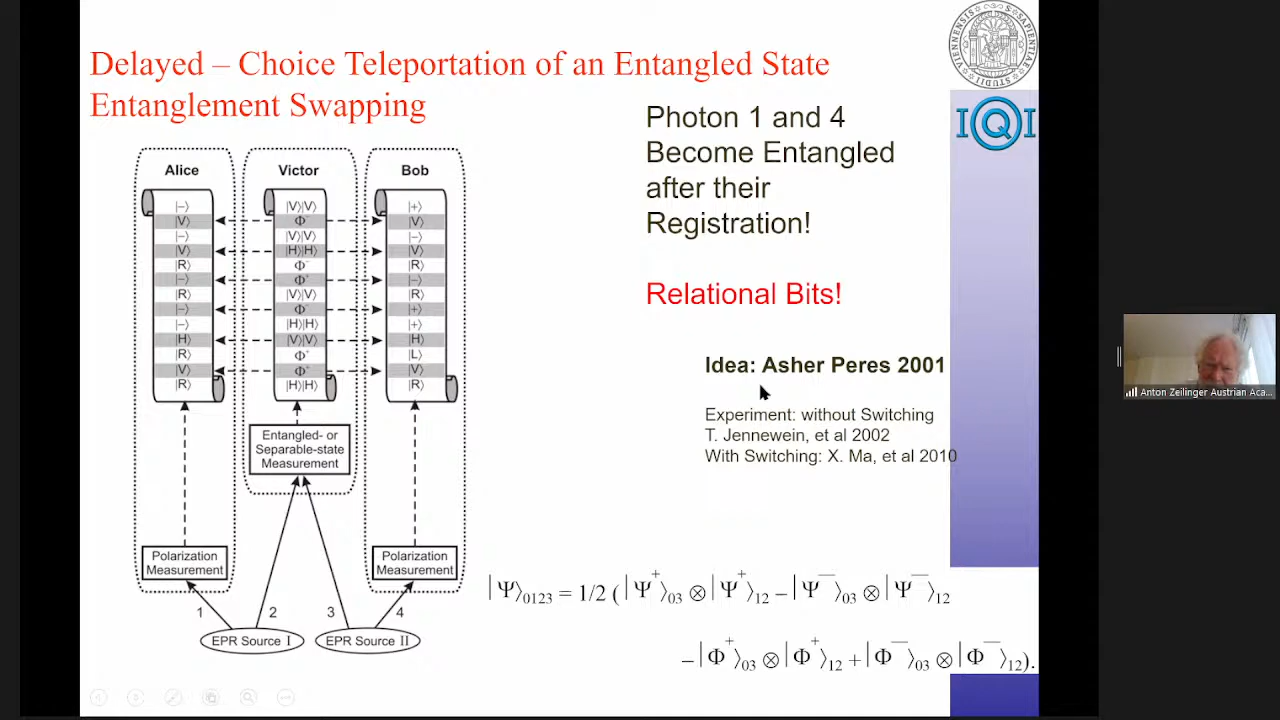 Delayed – Choice Teleportation of an Entangled State
Entanglement Swapping
Photon 1 and 4
Become Entangled
after their
Registration!
Relational Bits!
Idea: Asher Peres 2001
Experiment: without Switching
T. Jennewein, et al 2002
With Switching: X. Ma, et al 2010
Alice
|−⟩
|V⟩
|−⟩
|V⟩
|R⟩
|−⟩
|R⟩
|−⟩
|−⟩
|H⟩
|R⟩
|V⟩
|R⟩
Victor
|V⟩|V⟩
Φ⁻
|V⟩|V⟩
|H⟩|H⟩
Φ⁻
Φ⁺
|V⟩|V⟩
Φ
|H⟩|H⟩
|V⟩|V⟩
Φ⁺
Φ⁺
|H⟩|H⟩
Bob
|+⟩
|V⟩
|−⟩
|V⟩
|R⟩
|−⟩
|R⟩
|+⟩
|+⟩
|H⟩
|L⟩
|V⟩
|R⟩
Entangled- or
Separable-state
Measurement
Polarization
Measurement
Polarization
Measurement
1
2
3
4
EPR Source I
EPR Source II
|Ψ⟩₀₁₂₃ = 1/2 ( |Ψ⁺⟩₀₃ ⊗ |Ψ⁺⟩₁₂ – |Ψ⁻⟩₀₃ ⊗ |Ψ⁻⟩₁₂
– |Φ⁺⟩₀₃ ⊗ |Φ⁺⟩₁₂ + |Φ⁻⟩₀₃ ⊗ |Φ⁻⟩₁₂).
IQI
Anton Zeilinger Austrian Aca...